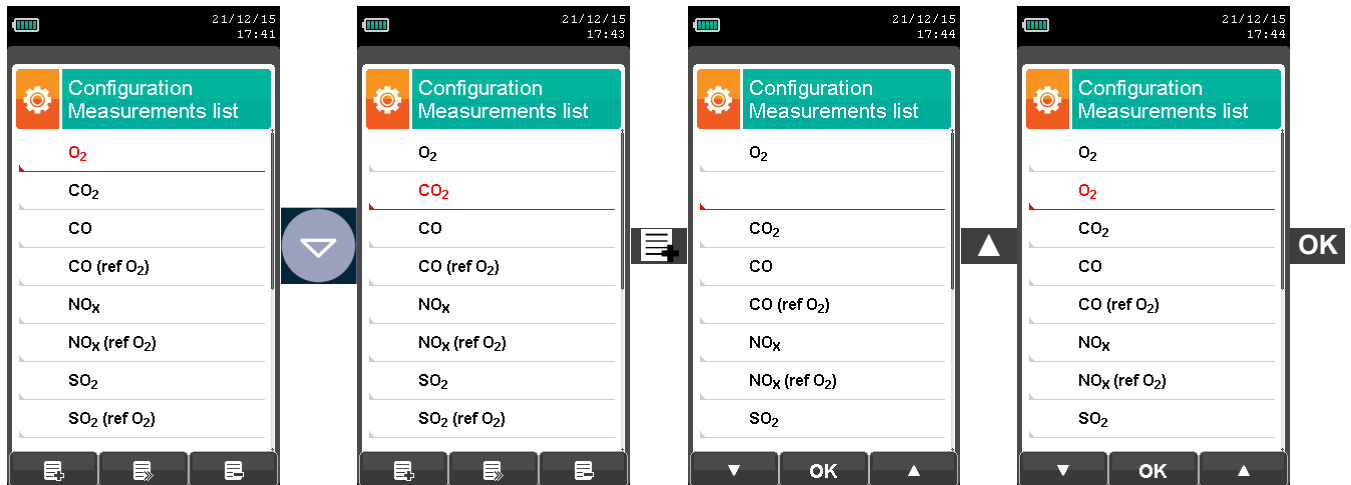 21/12/15
17:41
Configuration
Measurements list
O₂
CO₂
CO
CO (ref O₂)
NOX
NOX (ref O₂)
SO₂
SO₂ (ref O₂)
21/12/15
17:43
Configuration
Measurements list
O₂
CO₂
CO
CO (ref O₂)
NOX
NOX (ref O₂)
SO₂
SO₂ (ref O₂)
21/12/15
17:44
Configuration
Measurements list
O₂
CO₂
CO
CO (ref O₂)
NOX
NOX (ref O₂)
SO₂
OK
21/12/15
17:44
Configuration
Measurements list
O₂
O₂
CO₂
CO
CO (ref O₂)
NOX
NOX (ref O₂)
SO₂
OK
OK